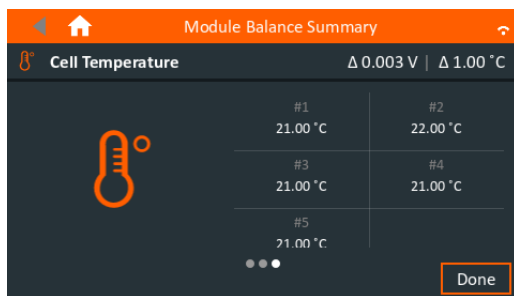 Module Balance Summary
Cell Temperature Δ 0.003 V | Δ 1.00 ˚C
#1 #2
21.00 ˚C 22.00 ˚C
#3 #4
21.00 ˚C 21.00 ˚C
#5
21.00 ˚C
Done